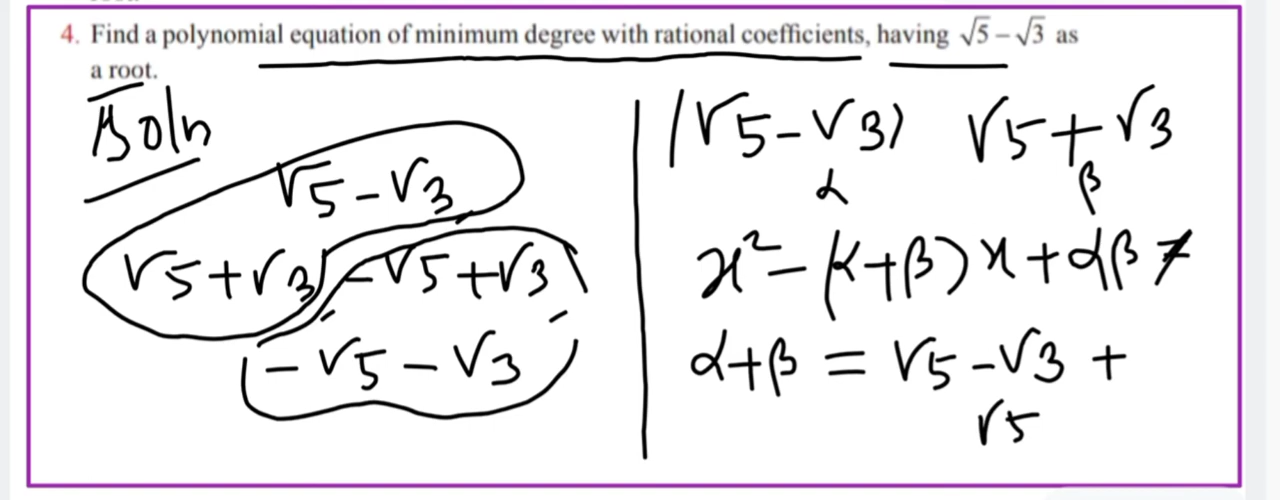 4. Find a polynomial equation of minimum degree with rational coefficients, having √5 – √3 as
a root.
Soln
√5 - √3
√5 + √3 -√5 + √3
-√5 - √3
(√5 - √3) √5 + √3
α β
x² - (α + β)x + αβ
α + β = √5 - √3 +
√5